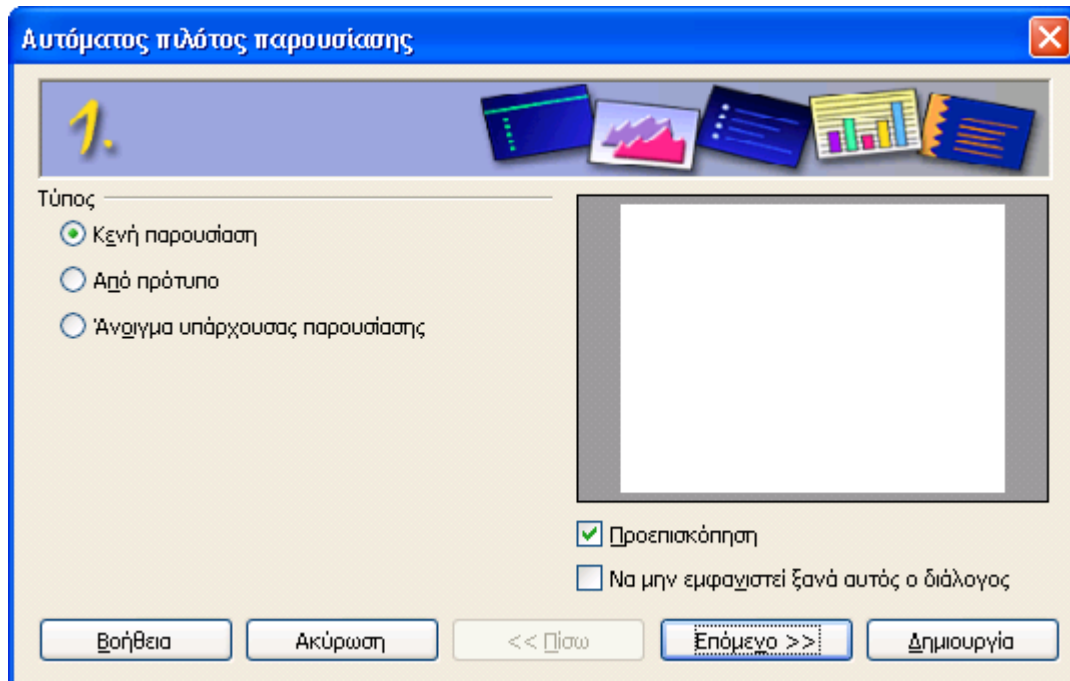 Αυτόματος πιλότος παρουσίασης
1.
Τύπος
Κενή παρουσίαση
Από πρότυπο
Άνοιγμα υπάρχουσας παρουσίασης
Προεπισκόπηση
Να μην εμφανιστεί ξανά αυτός ο διάλογος
Βοήθεια Ακύρωση << Πίσω Επόμενο >> Δημιουργία